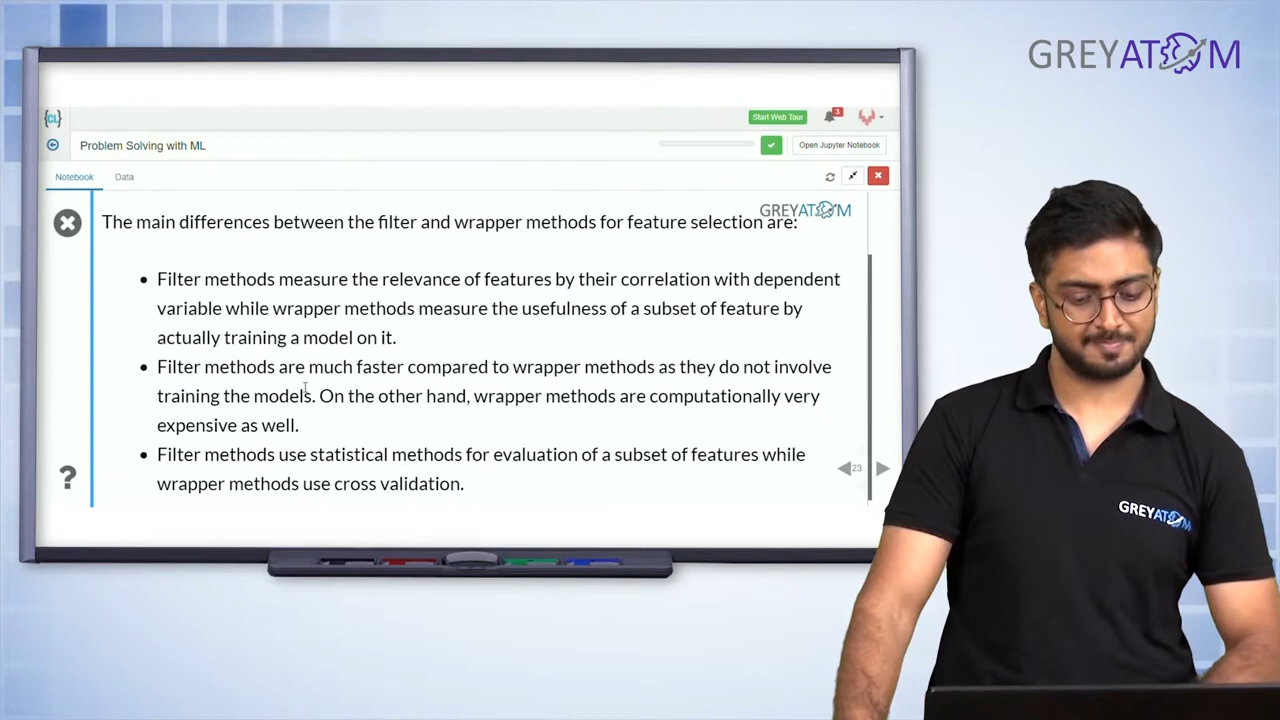 GREYATOM
{CL}
Start Web Tour
3
Problem Solving with ML
Open Jupyter Notebook
Notebook
Data
GREYATOM
The main differences between the filter and wrapper methods for feature selection are:
• Filter methods measure the relevance of features by their correlation with dependent
variable while wrapper methods measure the usefulness of a subset of feature by
actually training a model on it.
• Filter methods are much faster compared to wrapper methods as they do not involve
training the models. On the other hand, wrapper methods are computationally very
expensive as well.
• Filter methods use statistical methods for evaluation of a subset of features while
wrapper methods use cross validation.
?
23
GREYATOM